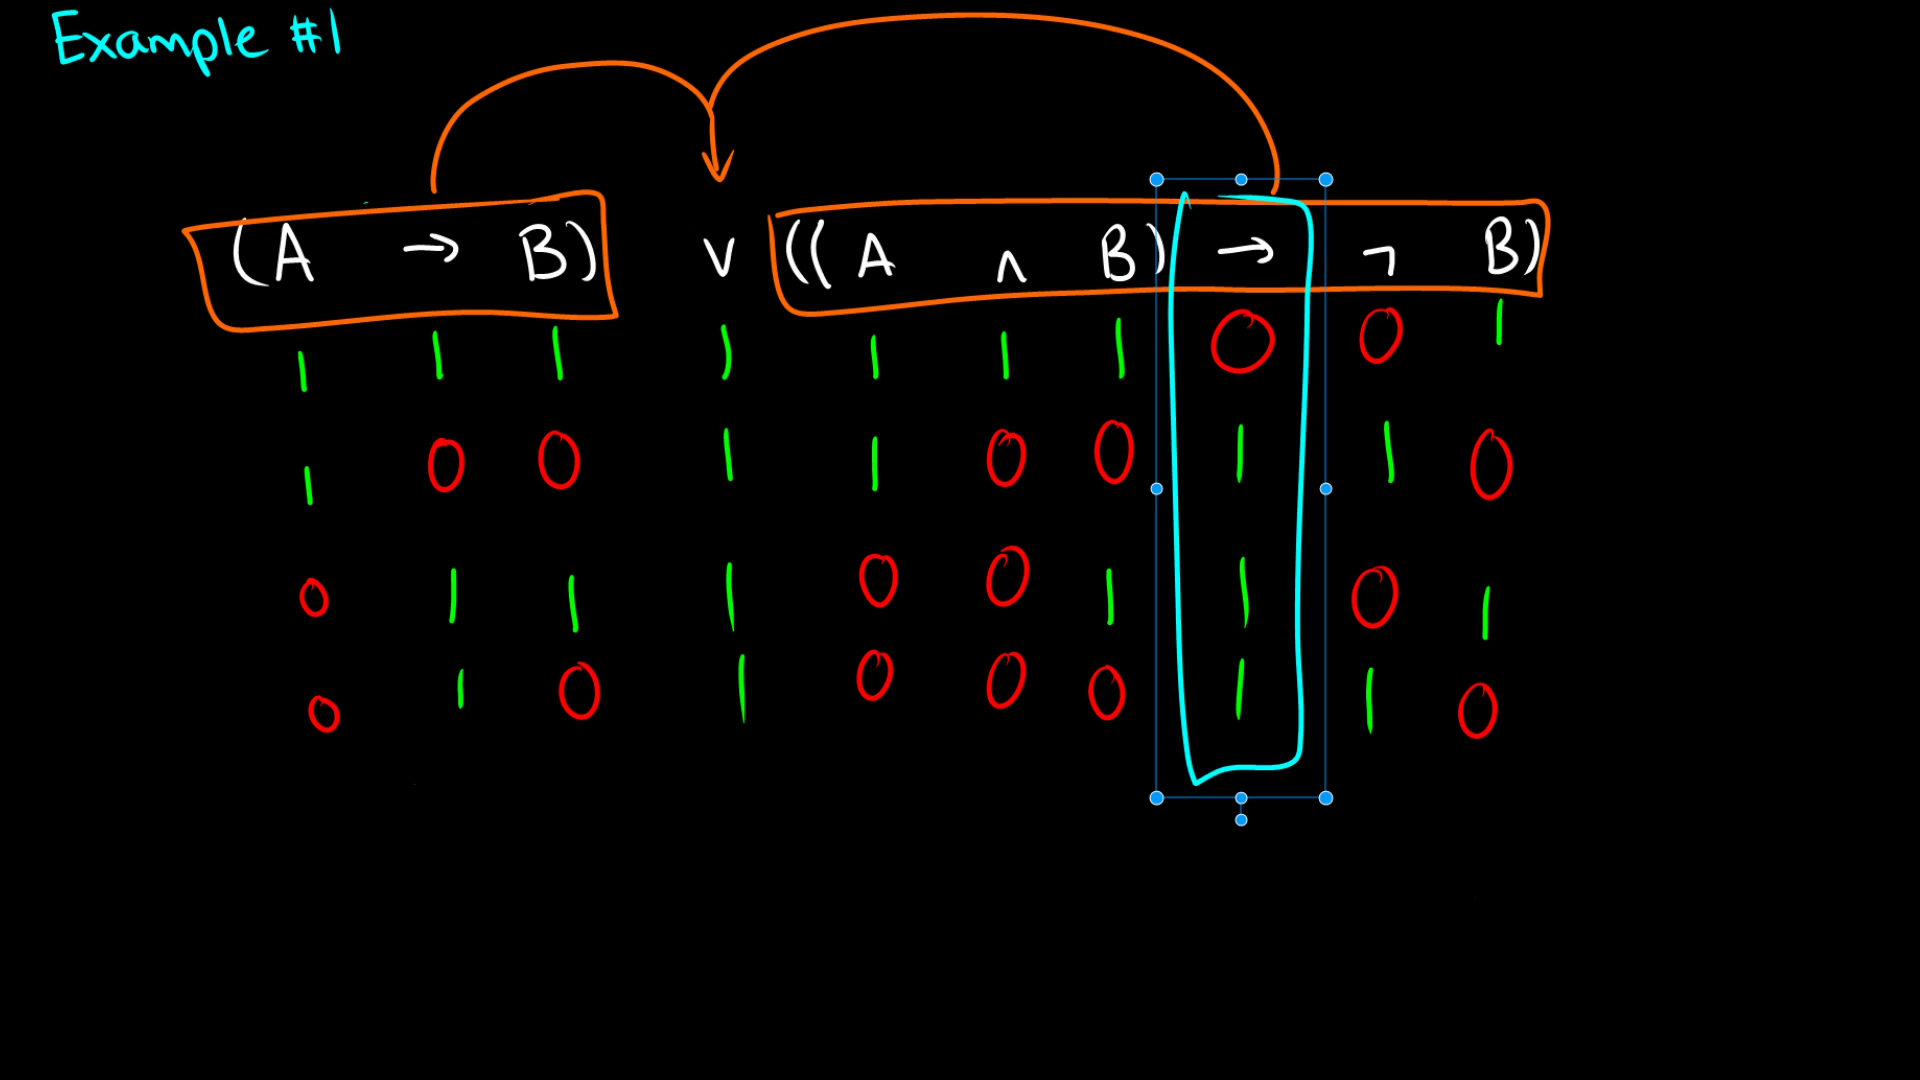 Example #1
(A → B) ∨ ((A ∧ B) → ¬ B)
1 1 1 1 1 1 1 0 0 1
1 0 0 1 1 0 0 1 1 0
0 1 1 1 0 0 1 1 0 1
0 1 0 1 0 0 0 1 1 0